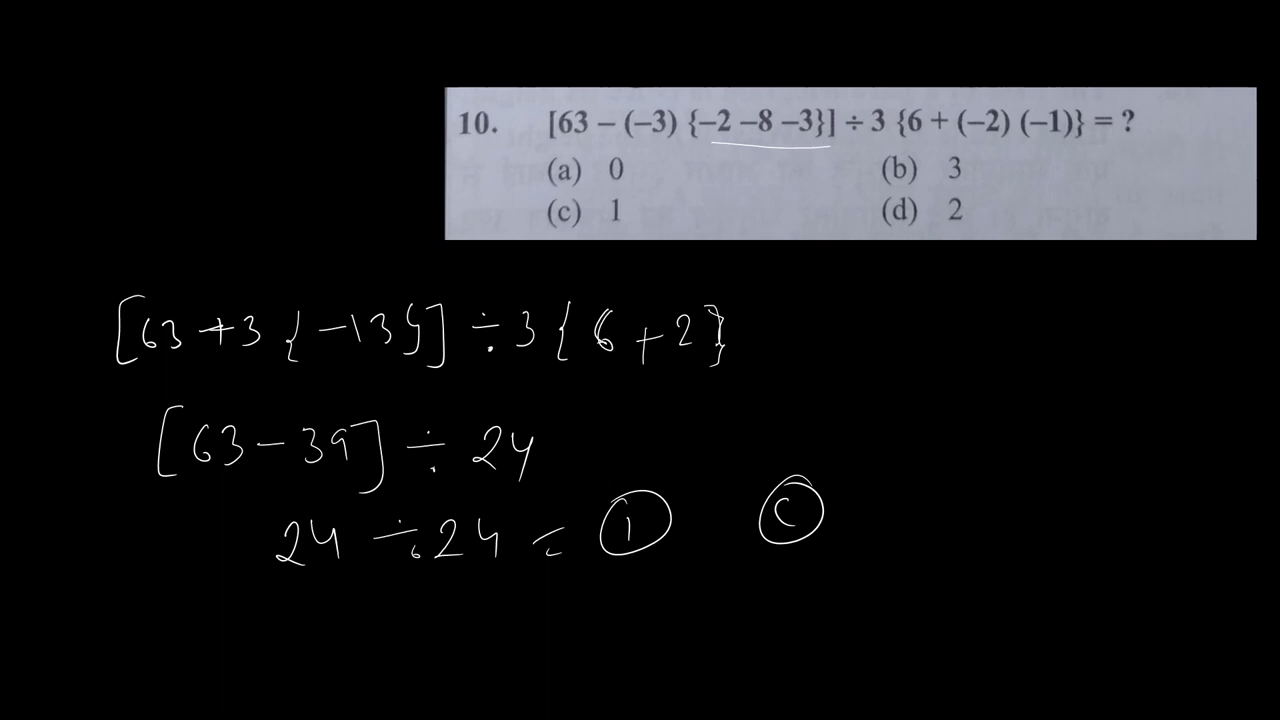 10. [63 – (–3) {–2 –8 –3}] ÷ 3 {6 + (–2) (–1)} = ?
(a) 0 (b) 3
(c) 1 (d) 2
[63 + 3 {-13}] ÷ 3 { 6 + 2}
[63 - 39] ÷ 24
24 ÷ 24 = 1 C